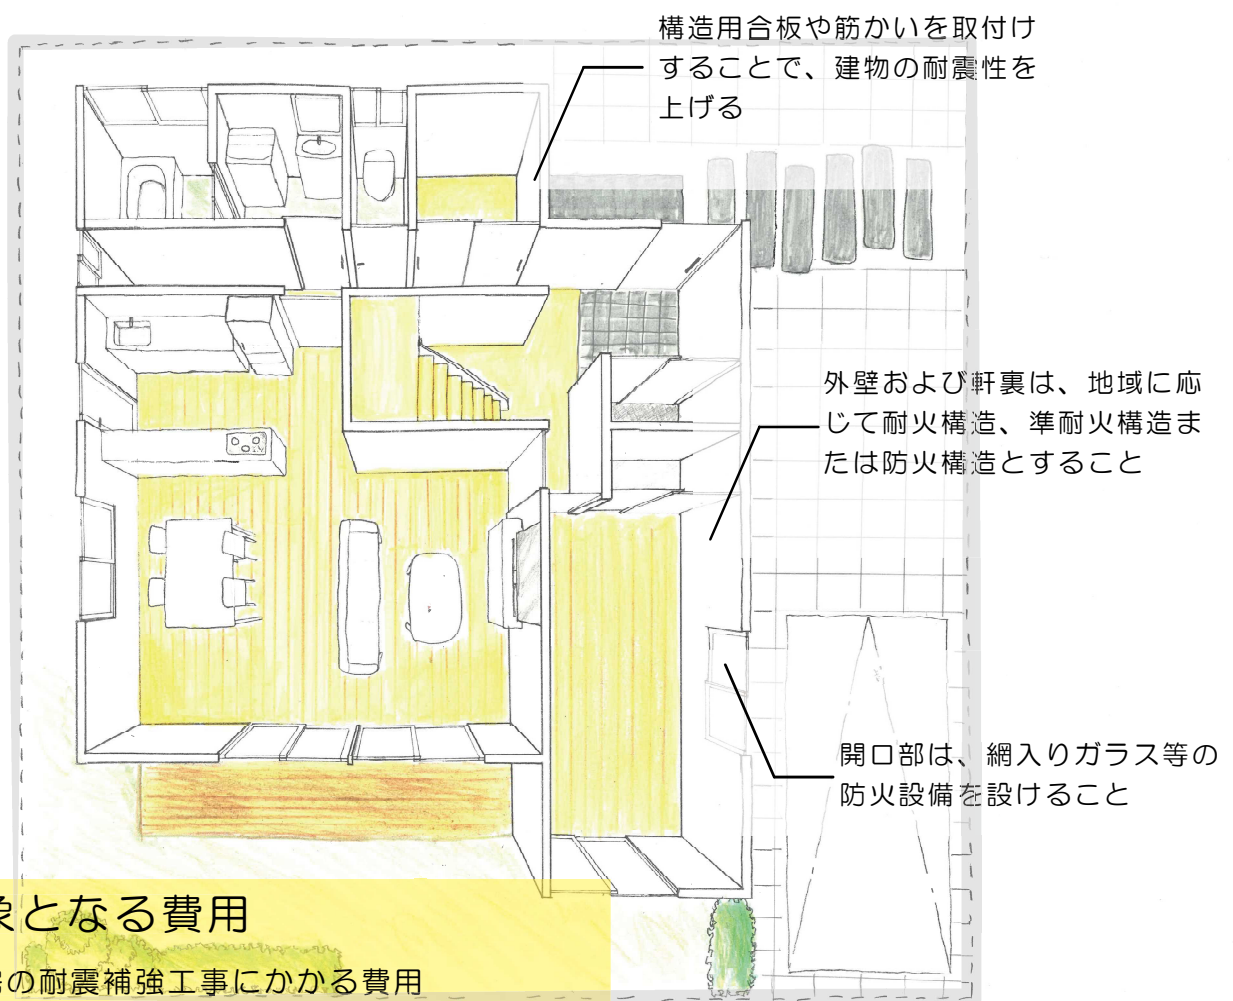 構造用合板や筋かいを取付け
することで、建物の耐震性を
上げる
外壁および軒裏は、地域に応
じて耐火構造、準耐火構造ま
たは防火構造とすること
開口部は、網入りガラス等の
防火設備を設けること
象となる費用
の耐震補強工事にかかる費用